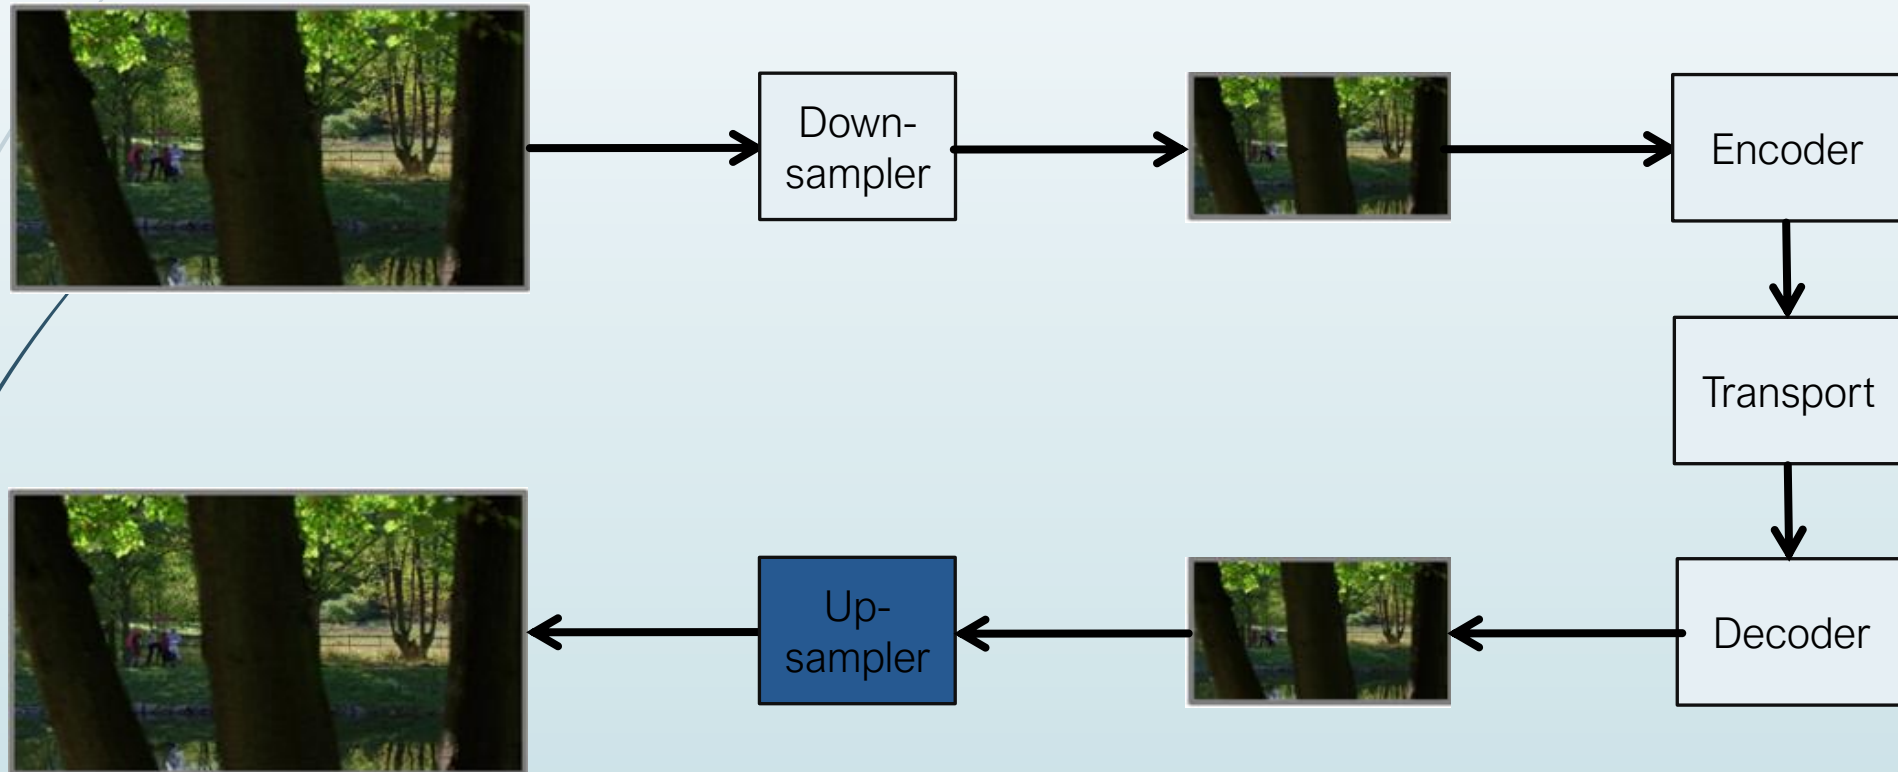 Down-
sampler
Encoder
Transport
Decoder
Up-
sampler